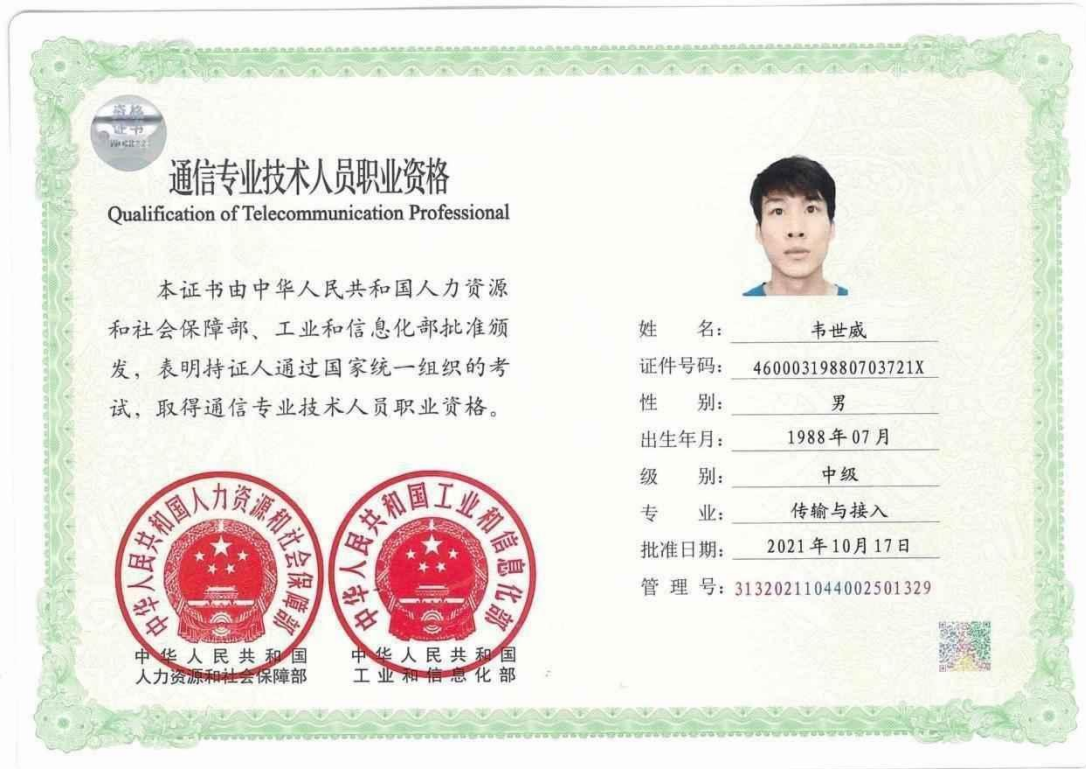 资格
证书
通信专业技术人员职业资格
Qualification of Telecommunication Professional
本证书由中华人民共和国人力资源
和社会保障部、工业和信息化部批准颁
发，表明持证人通过国家统一组织的考
试，取得通信专业技术人员职业资格。
中华人民共和国人力资源和社会保障部
中华人民共和国工业和信息化部
中华人民共和国
人力资源和社会保障部
中华人民共和国
工业和信息化部
姓 名：韦世威
证件号码：46000319880703721X
性 别：男
出生年月：1988年07月
级 别：中级
专 业：传输与接入
批准日期：2021年10月17日
管 理 号：31320211044002501329